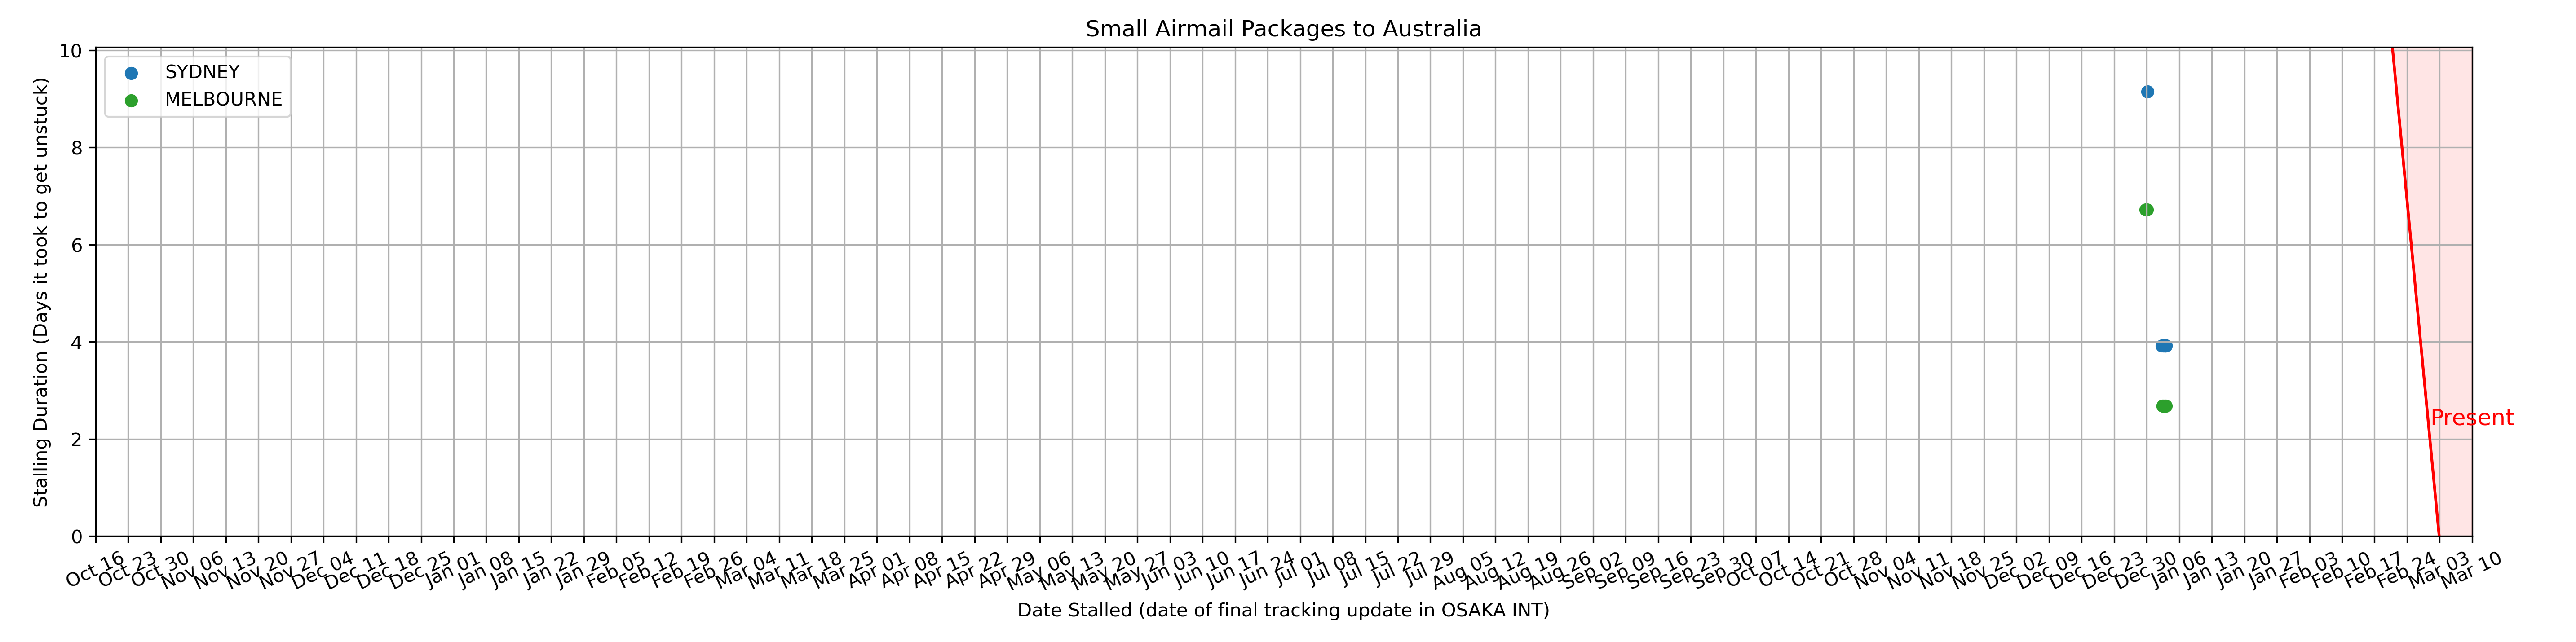 Small Airmail Packages to Australia
SYDNEY
MELBOURNE
Stalling Duration (Days it took to get unstuck)
10
8
6
4
2
0
Present
Oct 16
Oct 23
Oct 30
Nov 06
Nov 13
Nov 20
Nov 27
Dec 04
Dec 11
Dec 18
Dec 25
Jan 01
Jan 08
Jan 15
Jan 22
Jan 29
Feb 05
Feb 12
Feb 19
Feb 26
Mar 04
Mar 11
Mar 18
Mar 25
Apr 01
Apr 08
Apr 15
Apr 22
Apr 29
May 06
May 13
May 20
May 27
Jun 03
Jun 10
Jun 17
Jun 24
Jul 01
Jul 08
Jul 15
Jul 22
Jul 29
Aug 05
Aug 12
Aug 19
Aug 26
Sep 02
Sep 09
Sep 16
Sep 23
Sep 30
Oct 07
Oct 14
Oct 21
Oct 28
Nov 04
Nov 11
Nov 18
Nov 25
Dec 02
Dec 09
Dec 16
Dec 23
Dec 30
Jan 06
Jan 13
Jan 20
Jan 27
Feb 03
Feb 10
Feb 17
Feb 24
Mar 03
Mar 10
Date Stalled (date of final tracking update in OSAKA INT)